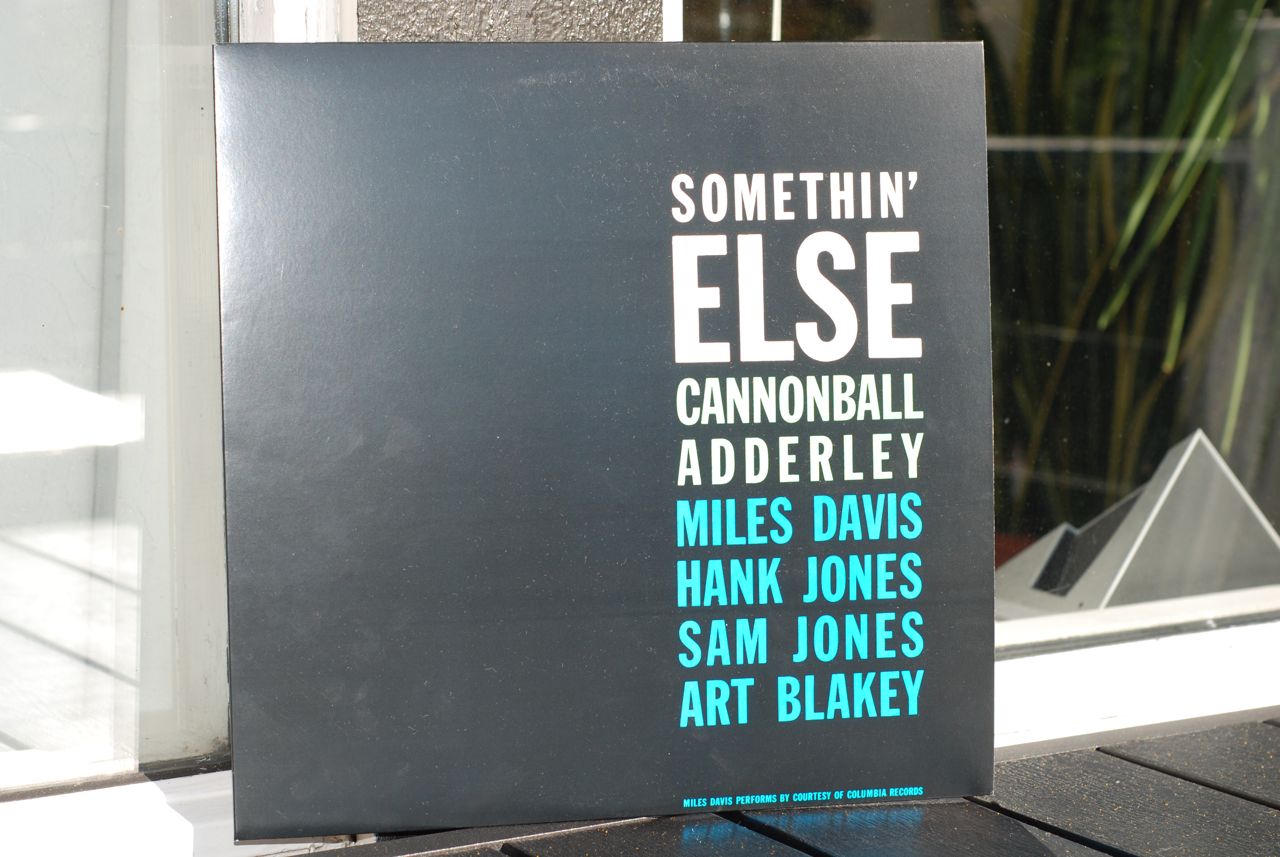 SOMETHIN’
ELSE
CANNONBALL
ADDERLEY
MILES DAVIS
HANK JONES
SAM JONES
ART BLAKEY
MILES DAVIS PERFORMS BY COURTESY OF COLUMBIA RECORDS